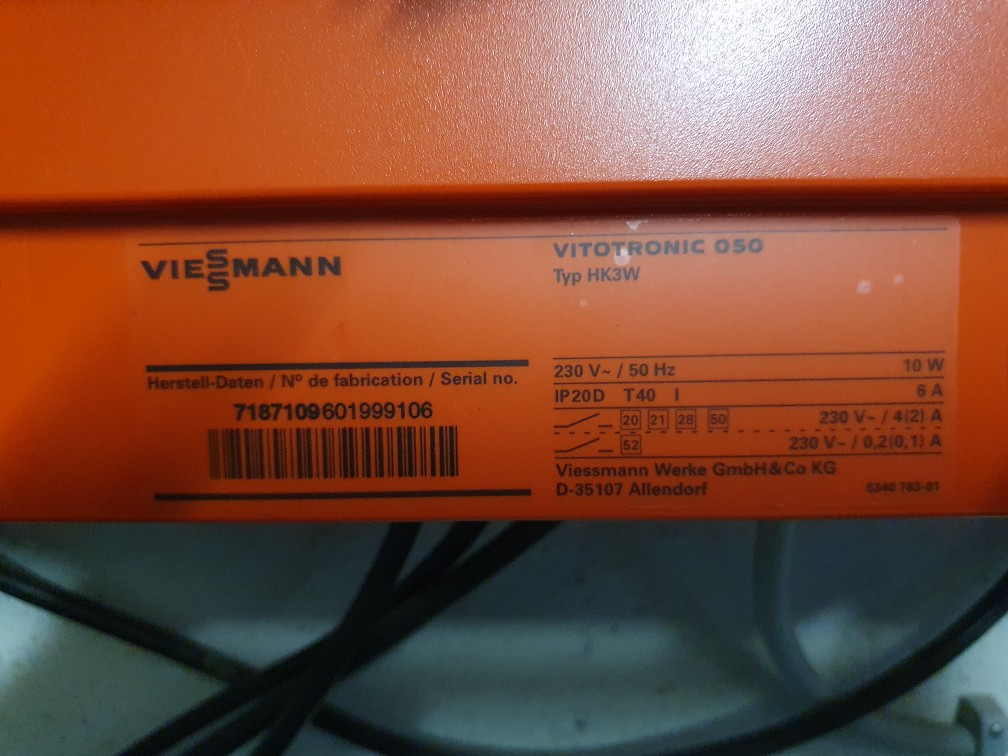 VIESSMANN
Herstell-Daten / Nº de fabrication / Serial no.
7187109601999106
VITOTRONIC 050
Typ HK3W
230 V~ / 50 Hz 10 W
IP20D T40 I 6 A
20 21 28 50 230 V~ / 4(2) A
52 230 V~ / 0,2(0,1) A
Viessmann Werke GmbH&Co KG
D-35107 Allendorf 5340 783-01